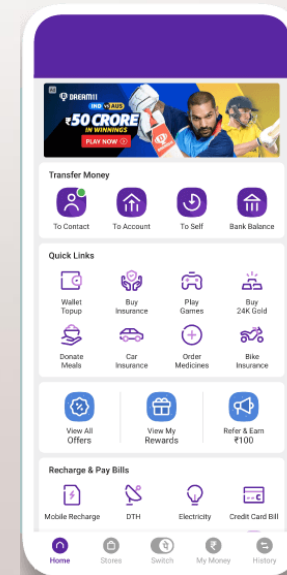 AD
DREAM11
IND V AUS
₹50 CRORE
IN WINNINGS
PLAY NOW
Transfer Money
To Contact
To Account
To Self
Bank Balance
Quick Links
Wallet
Topup
Buy
Insurance
Play
Games
Buy
24K Gold
Donate
Meals
Car
Insurance
Order
Medicines
Bike
Insurance
View All
Offers
View My
Rewards
Refer & Earn
₹100
Recharge & Pay Bills
Mobile Recharge
DTH
Electricity
Credit Card Bill
Home
Stores
Switch
My Money
History